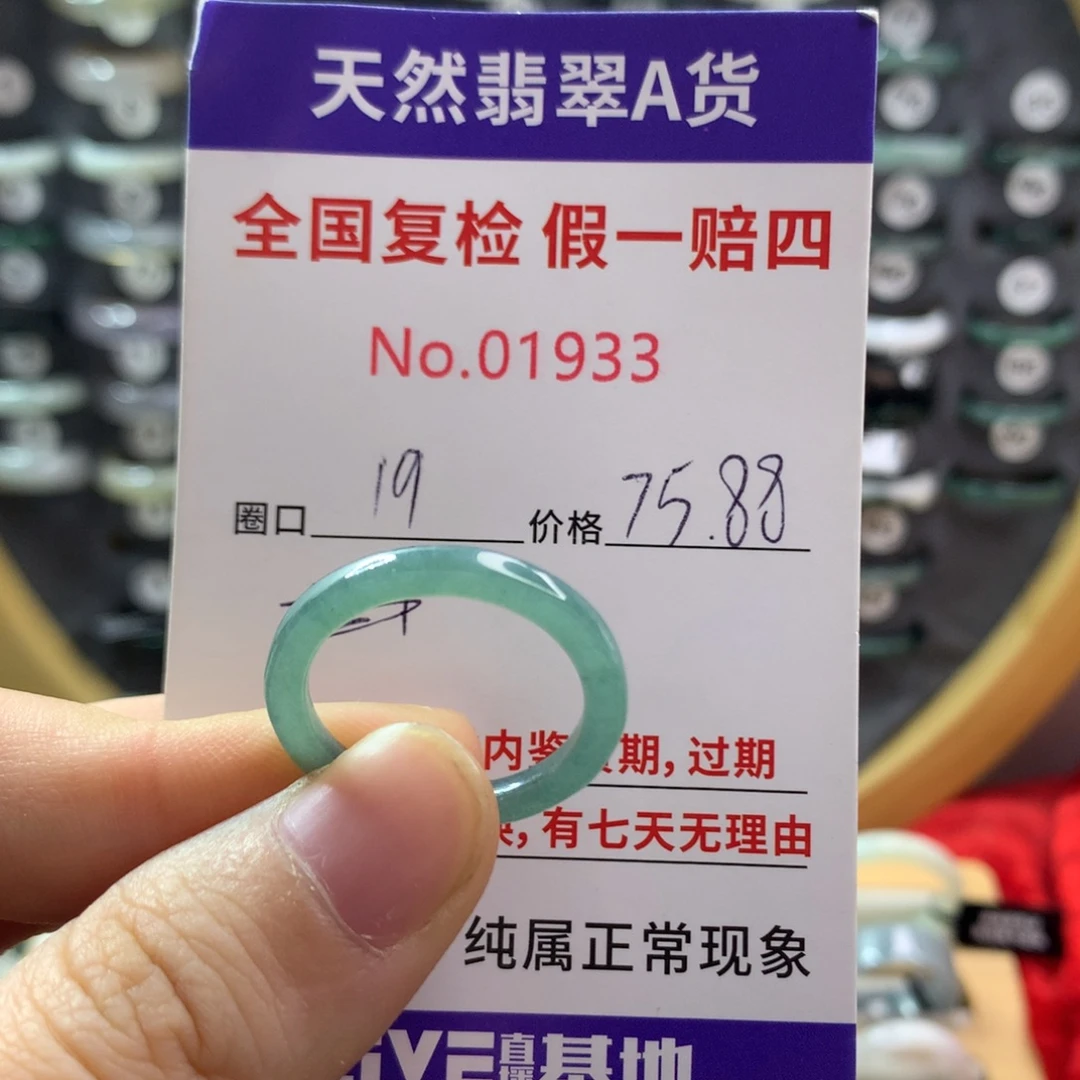 天然翡翠A货
全国复检 假一赔四
No.01933
圈口 19 价格 75.88
内鉴 期,过期
,有七天无理由
纯属正常现象
直播基地